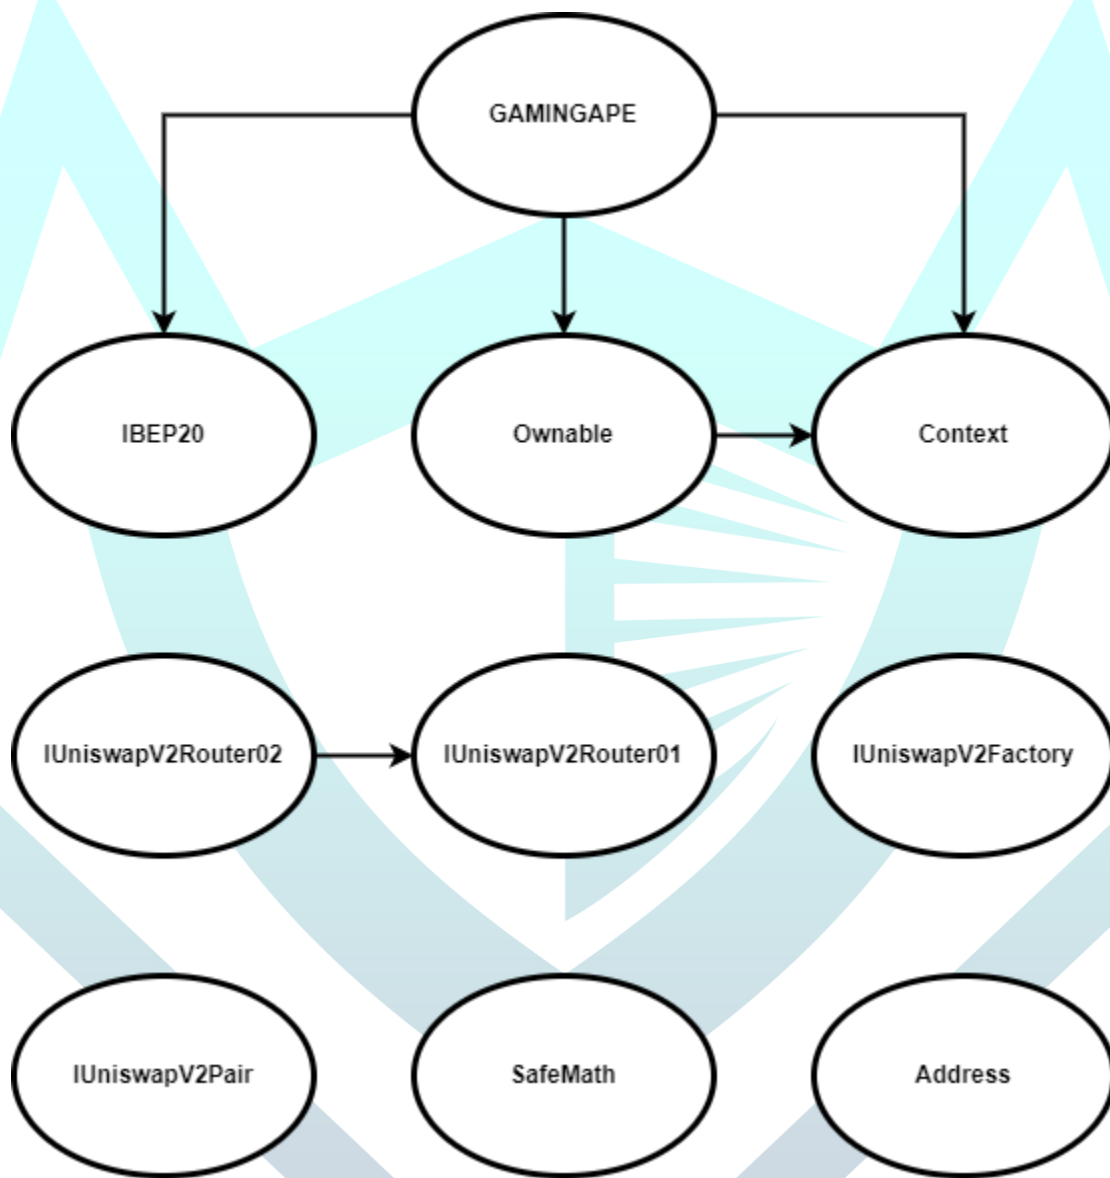 GAMINGAPE
IBEP20
Ownable
Context
IUniswapV2Router02
IUniswapV2Router01
IUniswapV2Factory
IUniswapV2Pair
SafeMath
Address